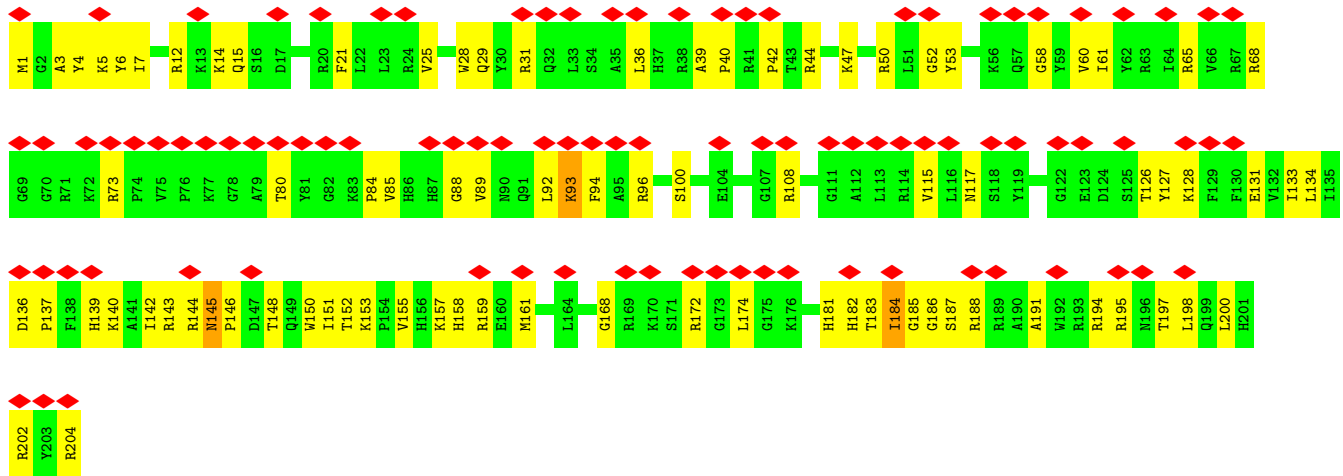 M1 G2 A3 Y4 K5 Y6 I7 R12 K13 K14 Q15 S16 D17 R20 F21 L22 L23 R24 V25 W28 Q29 Y30 R31 Q32 L33 S34 A35 L36 H37 R38 A39 P40 R41 P42 T43 R44 K47 R50 L51 G52 Y53 K56 Q57 G58 Y59 V60 I61 Y62 R63 I64 R65 V66 R67 R68
G69 G70 R71 K72 R73 P74 V75 P76 K77 G78 A79 T80 Y81 G82 K83 P84 V85 H86 H87 G88 V89 N90 Q91 L92 K93 F94 A95 R96 S100 E104 G107 R108 G111 A112 L113 R114 V115 L116 N117 S118 Y119 G122 E123 D124 S125 T126 Y127 K128 F129 F130 E131 V132 I133 L134 I135
D136 P137 F138 H139 K140 A141 I142 R143 R144 N145 P146 D147 T148 Q149 W150 I151 T152 K153 P154 V155 H156 K157 H158 R159 E160 M161 L164 G168 R169 K170 S171 R172 G173 L174 G175 K176 H181 H182 T183 I184 G185 G186 S187 R188 R189 A190 A191 W192 R193 R194 R195 N196 T197 L198 Q199 L200 H201
R202 Y203 R204